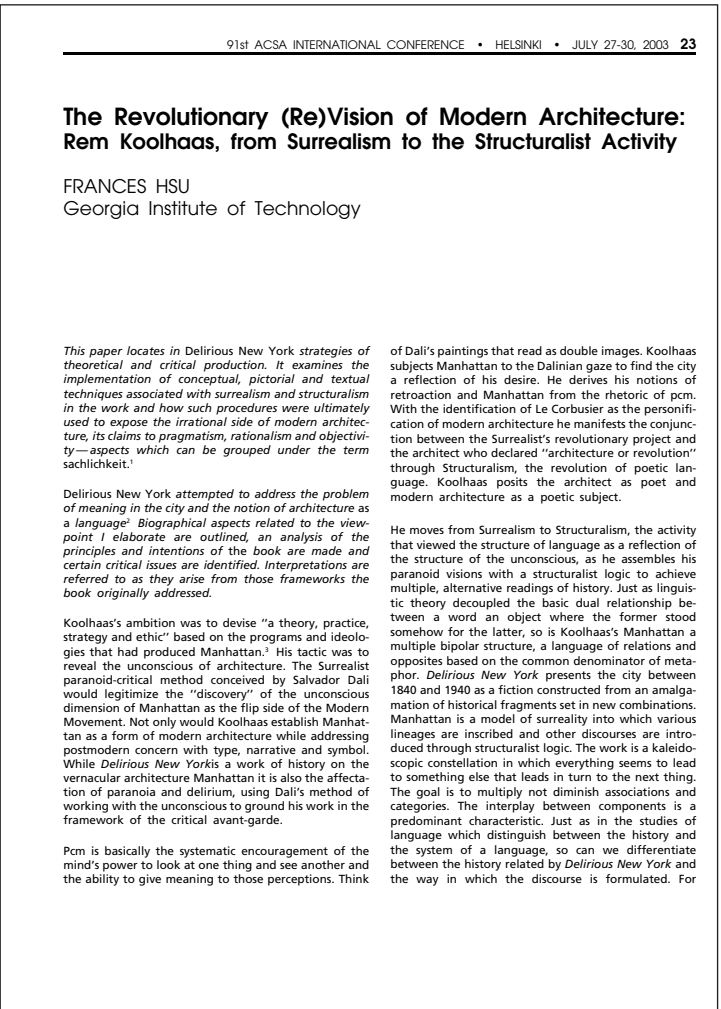 91st ACSA INTERNATIONAL CONFERENCE • HELSINKI • JULY 27-30, 2003 23
The Revolutionary (Re)Vision of Modern Architecture:
Rem Koolhaas, from Surrealism to the Structuralist Activity
FRANCES HSU
Georgia Institute of Technology
This paper locates in Delirious New York strategies of
theoretical and critical production. It examines the
implementation of conceptual, pictorial and textual
techniques associated with surrealism and structuralism
in the work and how such procedures were ultimately
used to expose the irrational side of modern architec-
ture, its claims to pragmatism, rationalism and objectivi-
ty—aspects which can be grouped under the term
sachlichkeit.¹
Delirious New York attempted to address the problem
of meaning in the city and the notion of architecture as
a language² Biographical aspects related to the view-
point I elaborate are outlined, an analysis of the
principles and intentions of the book are made and
certain critical issues are identified. Interpretations are
referred to as they arise from those frameworks the
book originally addressed.
Koolhaas's ambition was to devise ''a theory, practice,
strategy and ethic'' based on the programs and ideolo-
gies that had produced Manhattan.³ His tactic was to
reveal the unconscious of architecture. The Surrealist
paranoid-critical method conceived by Salvador Dali
would legitimize the ''discovery'' of the unconscious
dimension of Manhattan as the flip side of the Modern
Movement. Not only would Koolhaas establish Manhat-
tan as a form of modern architecture while addressing
postmodern concern with type, narrative and symbol.
While Delirious New Yorkis a work of history on the
vernacular architecture Manhattan it is also the affecta-
tion of paranoia and delirium, using Dali's method of
working with the unconscious to ground his work in the
framework of the critical avant-garde.
Pcm is basically the systematic encouragement of the
mind's power to look at one thing and see another and
the ability to give meaning to those perceptions. Think
of Dali's paintings that read as double images. Koolhaas
subjects Manhattan to the Dalinian gaze to find the city
a reflection of his desire. He derives his notions of
retroaction and Manhattan from the rhetoric of pcm.
With the identification of Le Corbusier as the personifi-
cation of modern architecture he manifests the conjunc-
tion between the Surrealist's revolutionary project and
the architect who declared ''architecture or revolution''
through Structuralism, the revolution of poetic lan-
guage. Koolhaas posits the architect as poet and
modern architecture as a poetic subject.
He moves from Surrealism to Structuralism, the activity
that viewed the structure of language as a reflection of
the structure of the unconscious, as he assembles his
paranoid visions with a structuralist logic to achieve
multiple, alternative readings of history. Just as linguis-
tic theory decoupled the basic dual relationship be-
tween a word an object where the former stood
somehow for the latter, so is Koolhaas's Manhattan a
multiple bipolar structure, a language of relations and
opposites based on the common denominator of meta-
phor. Delirious New York presents the city between
1840 and 1940 as a fiction constructed from an amalga-
mation of historical fragments set in new combinations.
Manhattan is a model of surreality into which various
lineages are inscribed and other discourses are intro-
duced through structuralist logic. The work is a kaleido-
scopic constellation in which everything seems to lead
to something else that leads in turn to the next thing.
The goal is to multiply not diminish associations and
categories. The interplay between components is a
predominant characteristic. Just as in the studies of
language which distinguish between the history and
the system of a language, so can we differentiate
between the history related by Delirious New York and
the way in which the discourse is formulated. For